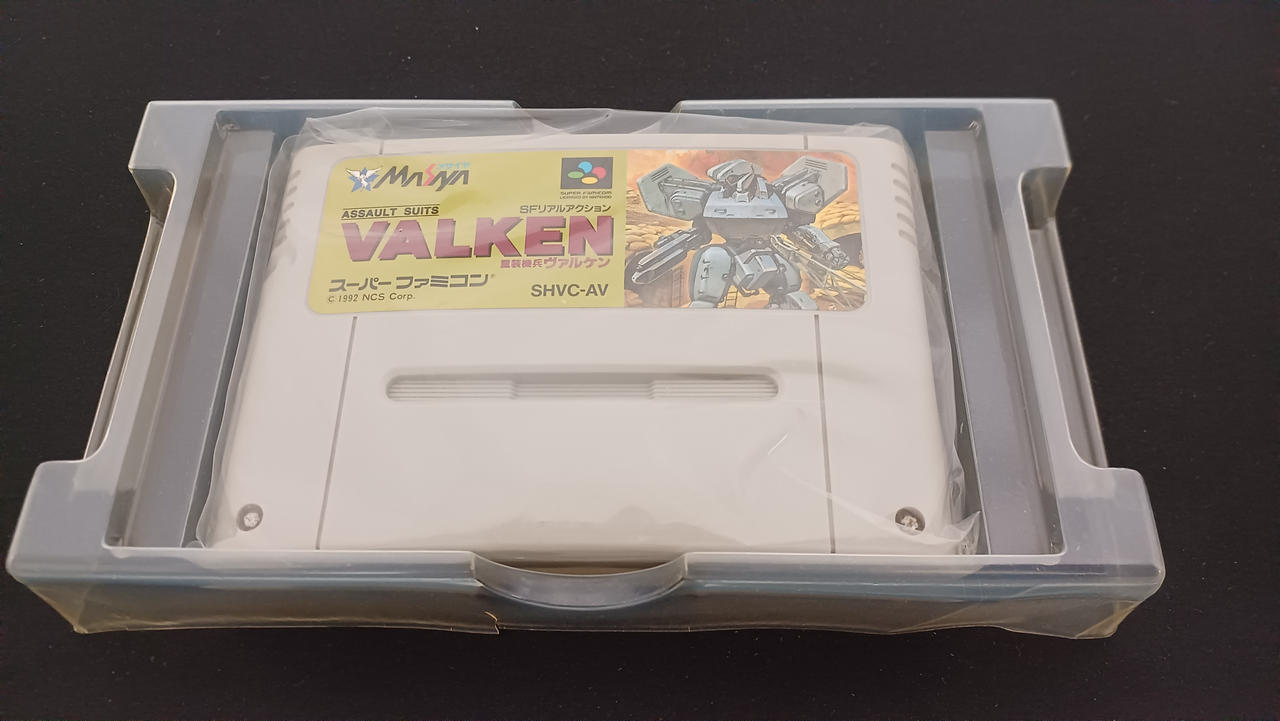 メサイヤ
MASAYA
SUPER FAMICOM
LICENSED BY NINTENDO
ASSAULT SUITS
SFリアルアクション
VALKEN
重装機兵ヴァルケン
スーパーファミコン®
© 1992 NCS Corp.
SHVC-AV